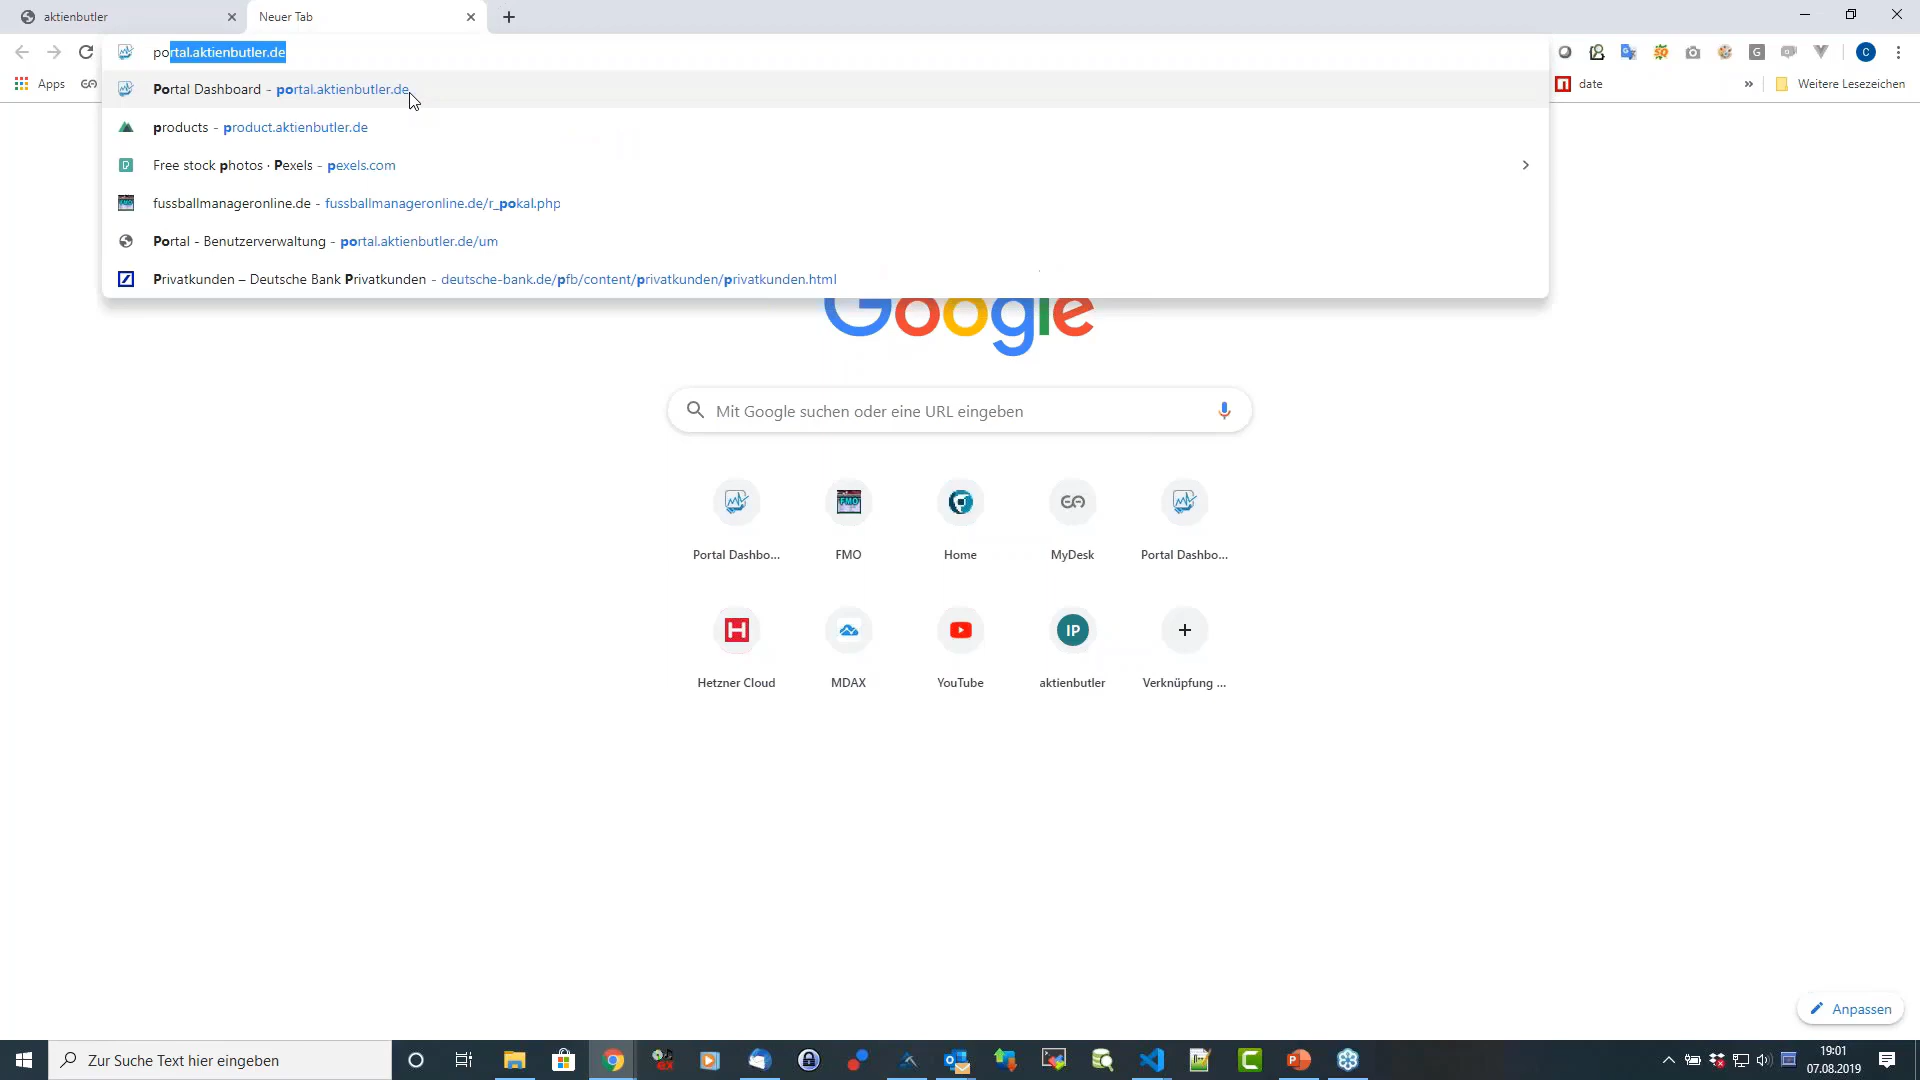 aktienbutler
Neuer Tab
portal.aktienbutler.de
Portal Dashboard - portal.aktienbutler.de
products - product.aktienbutler.de
Free stock photos · Pexels - pexels.com
fussballmanageronline.de - fussballmanageronline.de/r_pokal.php
Portal - Benutzerverwaltung - portal.aktienbutler.de/um
Privatkunden – Deutsche Bank Privatkunden - deutsche-bank.de/pfb/content/privatkunden/privatkunden.html
G
C
Apps
date
»
Weitere Lesezeichen
Google
Mit Google suchen oder eine URL eingeben
FMO
Portal Dashbo...
FMO
Home
MyDesk
Portal Dashbo...
H
IP
Hetzner Cloud
MDAX
YouTube
aktienbutler
Verknüpfung ...
Anpassen
Zur Suche Text hier eingeben
19:01
07.08.2019